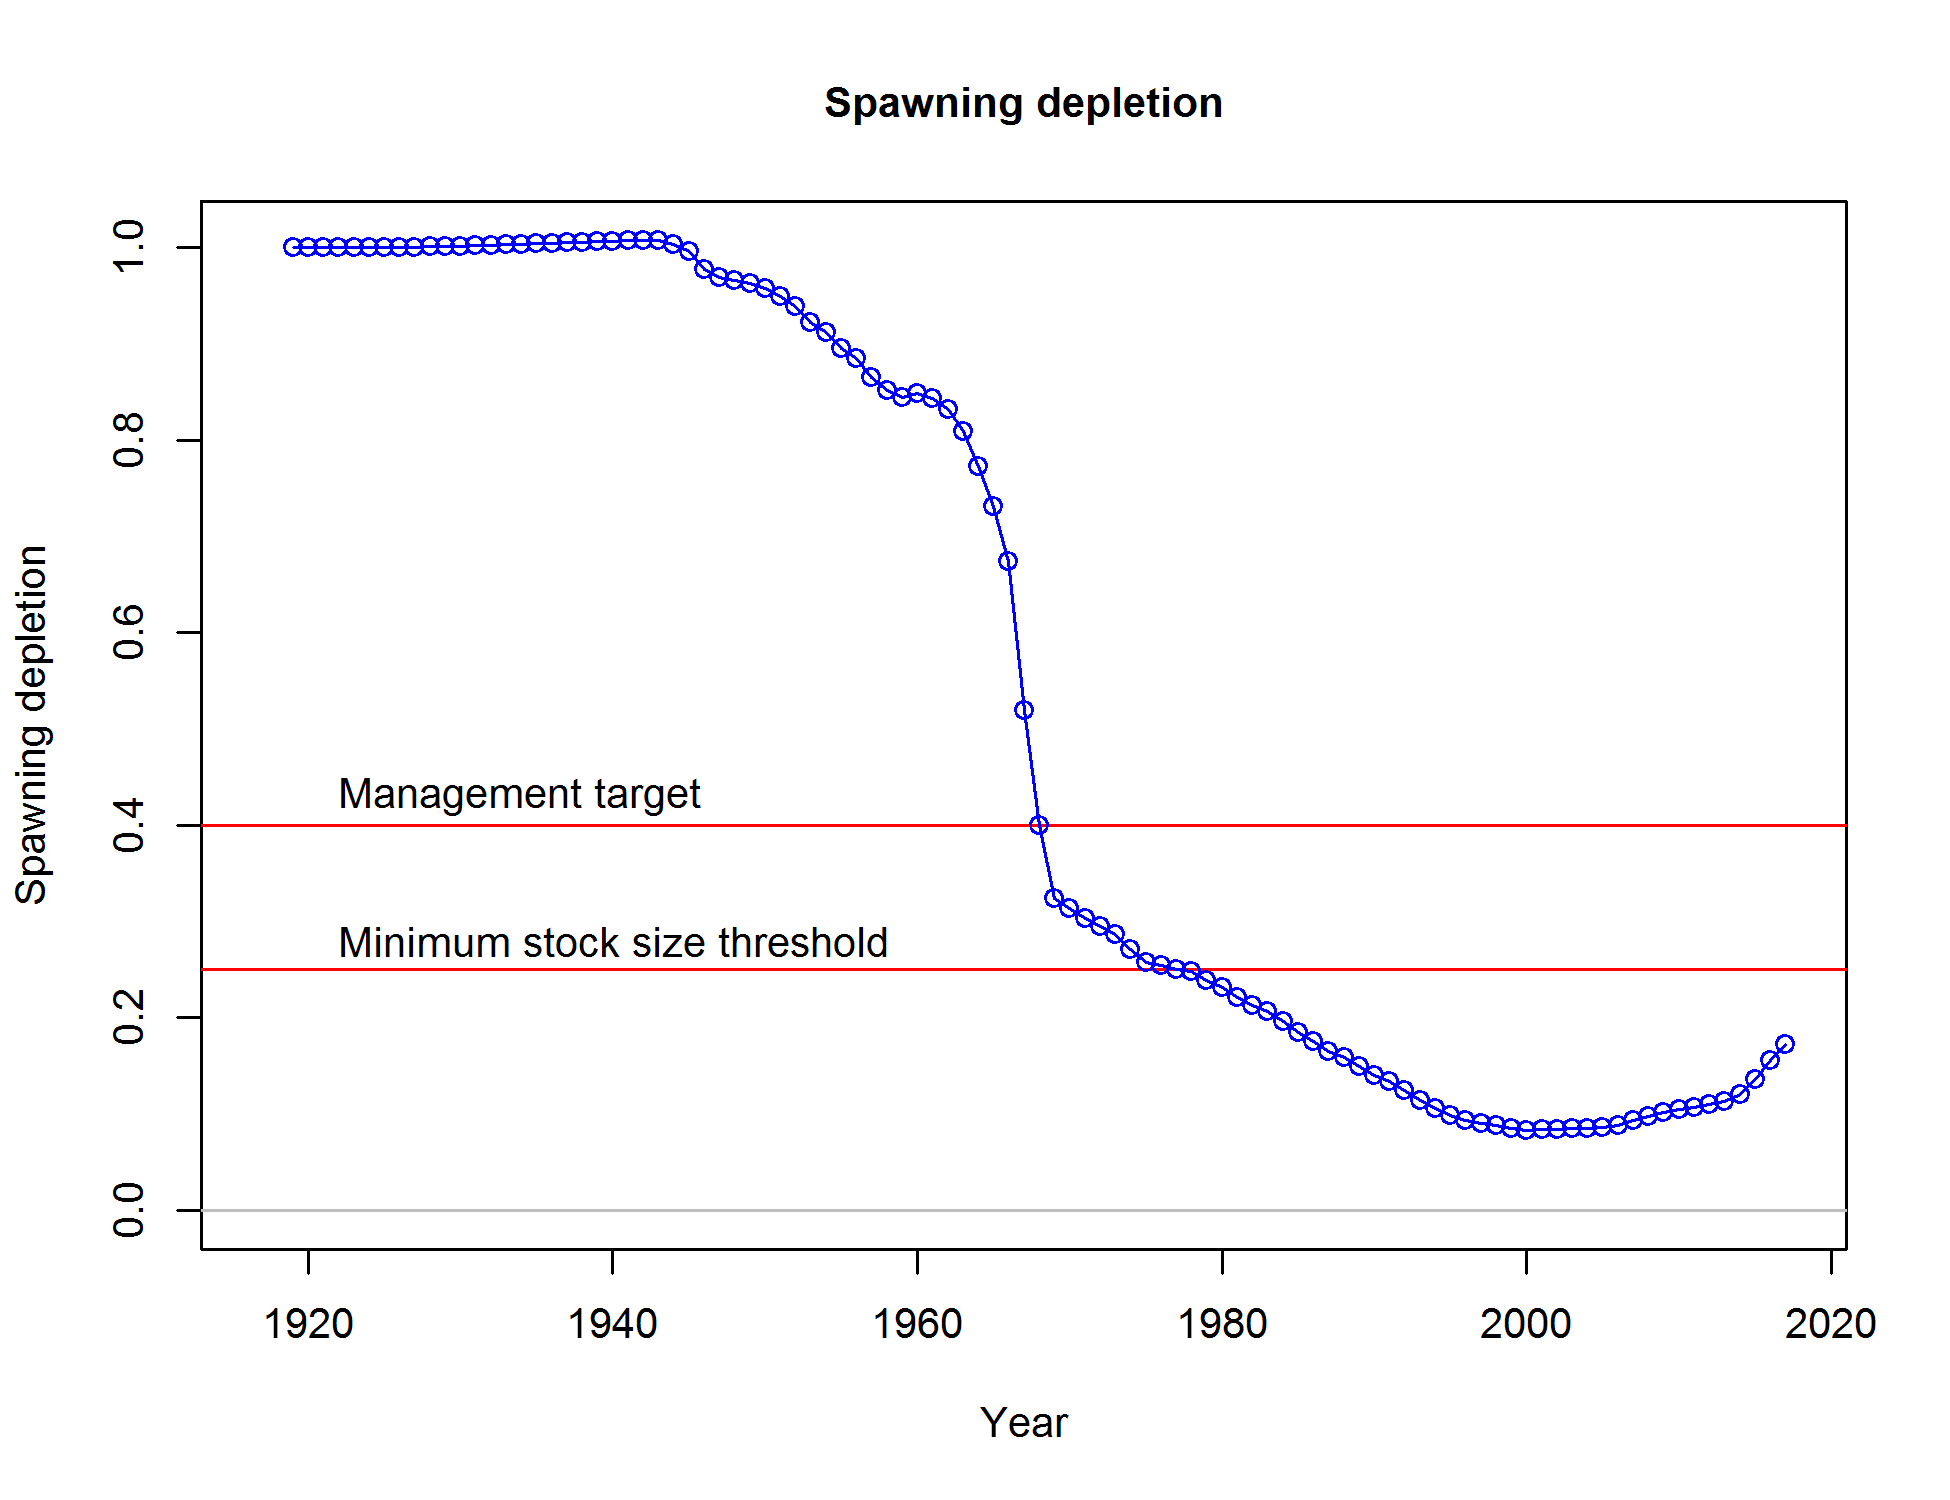 Spawning depletion
Spawning depletion
1.0
0.8
0.6
0.4
0.2
0.0
Management target
Minimum stock size threshold
1920
1940
1960
1980
2000
2020
Year